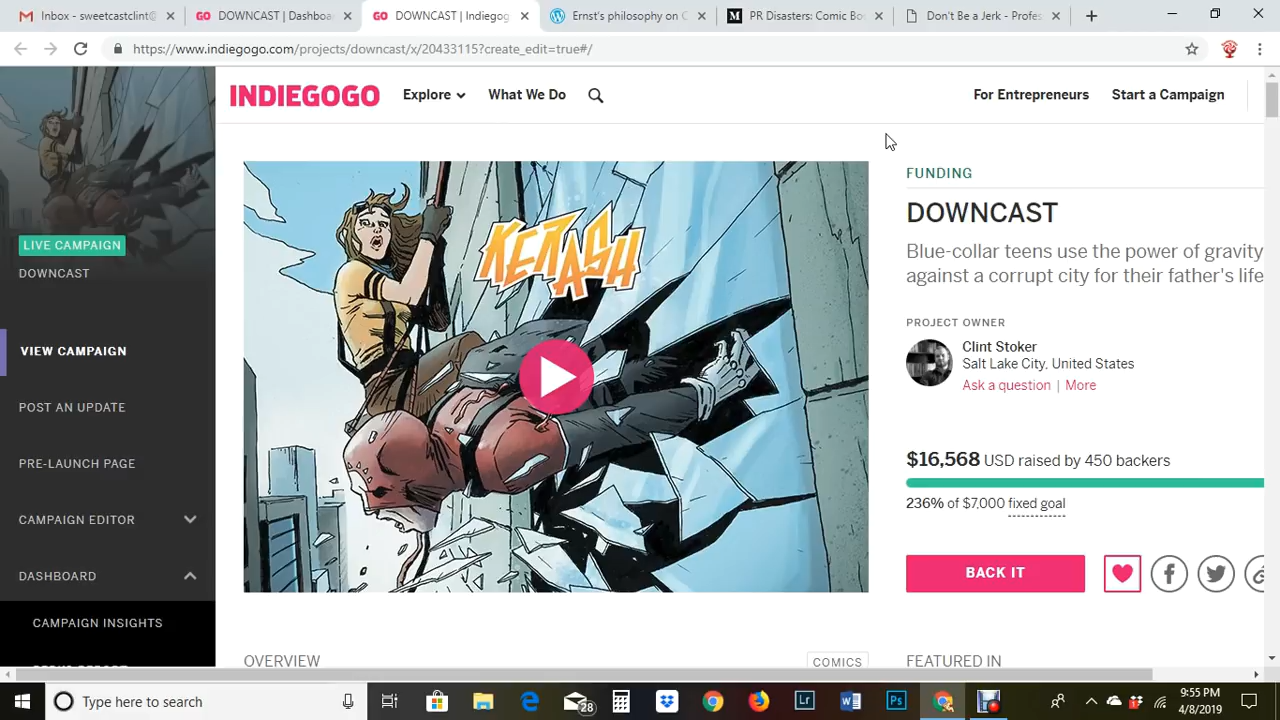 Inbox - sweetcastclint@
DOWNCAST | Dashboa
DOWNCAST | Indiegog
Ernst's philosophy on C
PR Disasters: Comic Bo
Don't Be a Jerk - Profes
https://www.indiegogo.com/projects/downcast/x/20433115?create_edit=true#/
INDIEGOGO
Explore
What We Do
For Entrepreneurs
Start a Campaign
LIVE CAMPAIGN
DOWNCAST
VIEW CAMPAIGN
POST AN UPDATE
PRE-LAUNCH PAGE
CAMPAIGN EDITOR
DASHBOARD
CAMPAIGN INSIGHTS
KERASH
FUNDING
DOWNCAST
Blue-collar teens use the power of gravity
against a corrupt city for their father's life
PROJECT OWNER
Clint Stoker
Salt Lake City, United States
Ask a question | More
$16,568 USD raised by 450 backers
236% of $7,000 fixed goal
BACK IT
OVERVIEW
COMICS
FEATURED IN
Type here to search
28
9:55 PM
4/8/2019